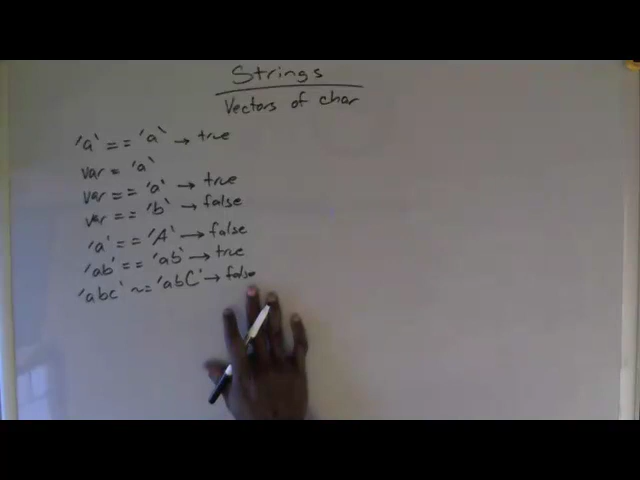 Strings
Vectors of char
'a' == 'a' → true
var = 'a'
var == 'a' → true
var == 'b' → false
'a' == 'A' → false
'ab' == 'ab' → true
'abc' ~= 'abC' → false